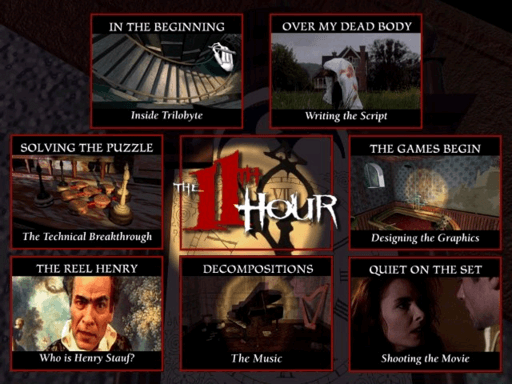 IN THE BEGINNING
Inside Trilobyte
OVER MY DEAD BODY
Writing the Script
SOLVING THE PUZZLE
The Technical Breakthrough
THE 11TH HOUR
VII
THE GAMES BEGIN
Designing the Graphics
THE REEL HENRY
Who is Henry Stauf?
DECOMPOSITIONS
The Music
QUIET ON THE SET
Shooting the Movie